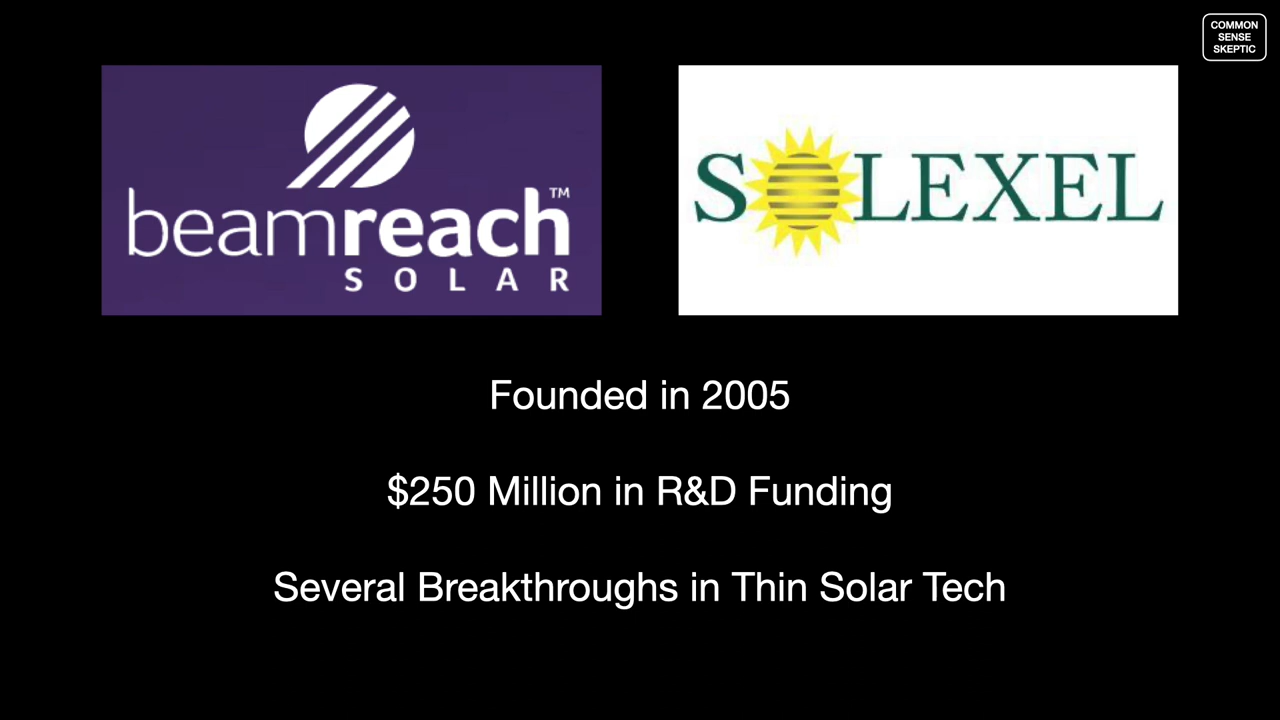 COMMON
SENSE
SKEPTIC
beamreach™
SOLAR
SOLEXEL
Founded in 2005
$250 Million in R&D Funding
Several Breakthroughs in Thin Solar Tech